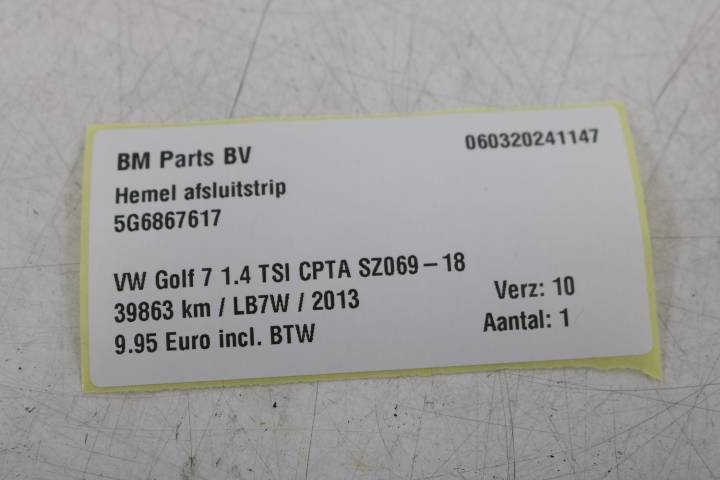 BM Parts BV
060320241147
Hemel afsluitstrip
5G6867617
VW Golf 7 1.4 TSI CPTA SZ069-18
39863 km / LB7W / 2013
Verz: 10
9.95 Euro incl. BTW
Aantal: 1